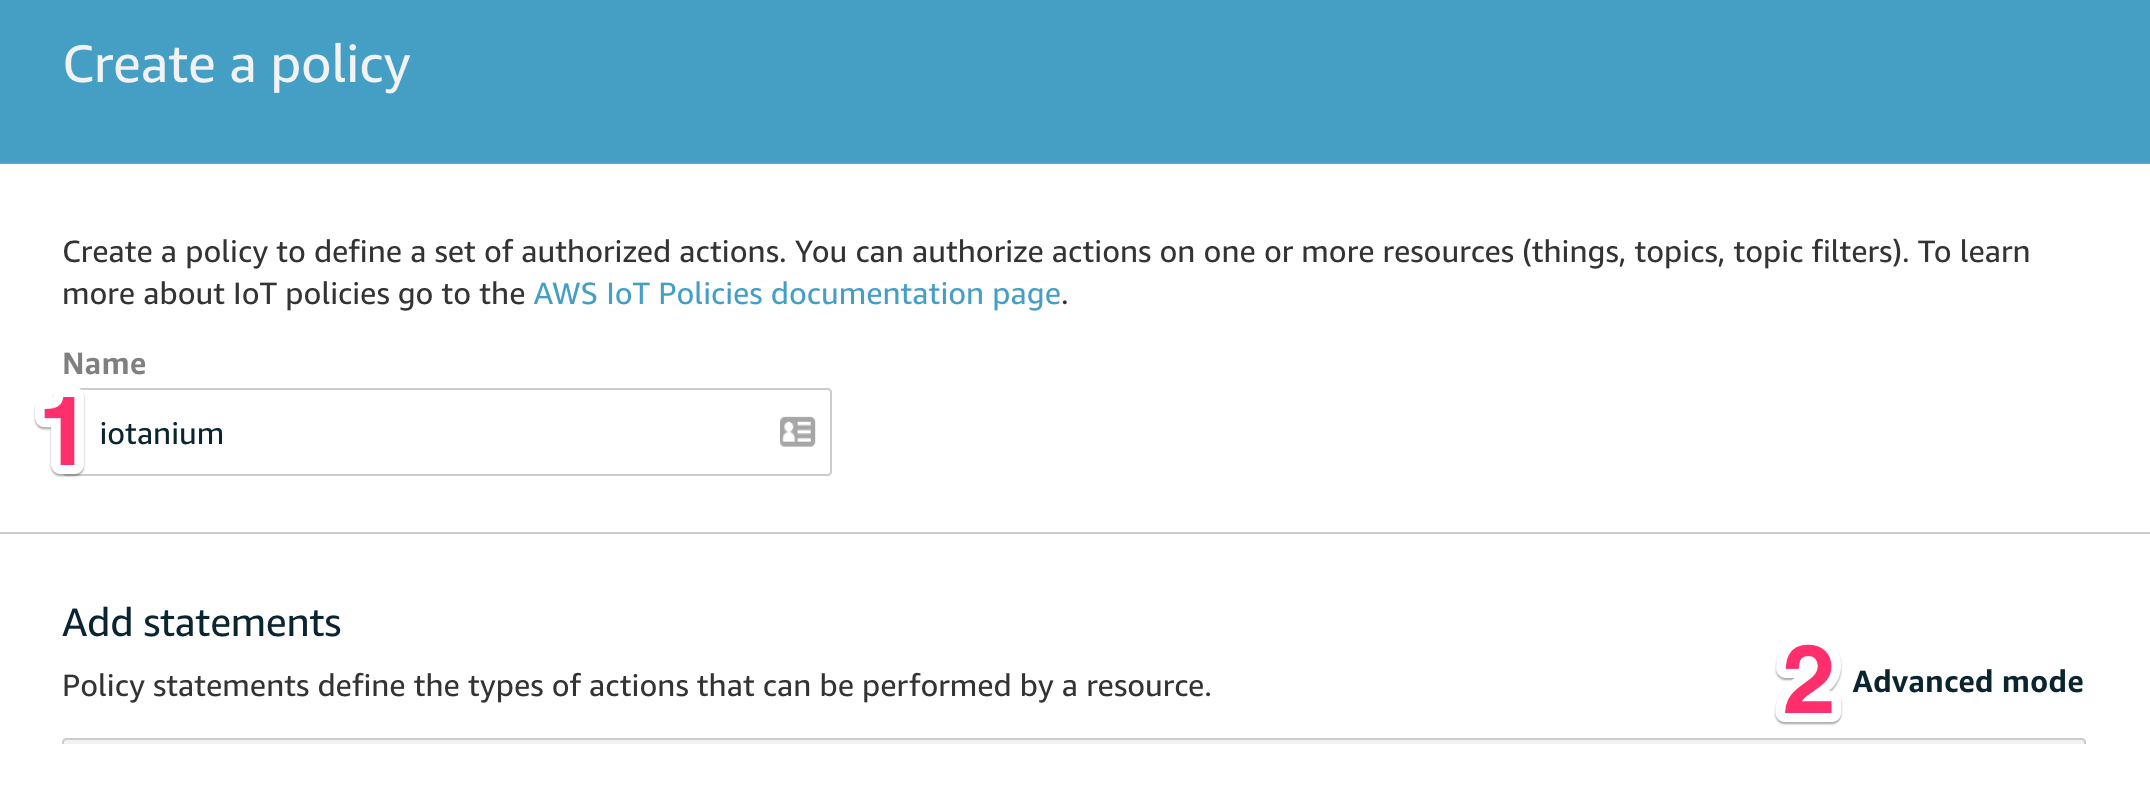 Create a policy
Create a policy to define a set of authorized actions. You can authorize actions on one or more resources (things, topics, topic filters). To learn
more about IoT policies go to the AWS IoT Policies documentation page.
Name
1 iotanium
Add statements
Policy statements define the types of actions that can be performed by a resource.
2 Advanced mode